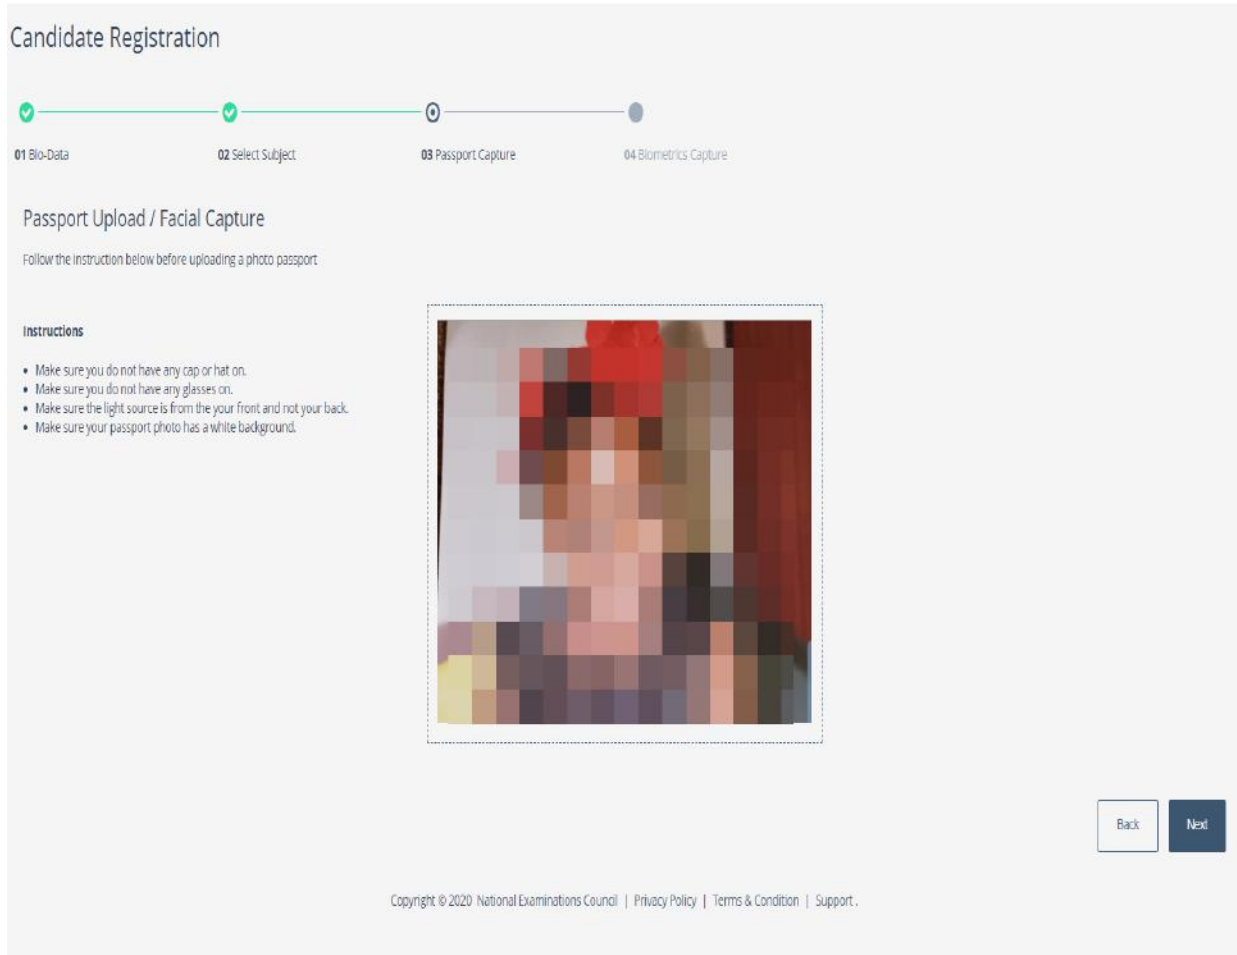 Candidate Registration
01 Bio-Data
02 Select Subject
03 Passport Capture
04 Biometrics Capture
Passport Upload / Facial Capture
Follow the instruction below before uploading a photo passport
Instructions
• Make sure you do not have any cap or hat on.
• Make sure you do not have any glasses on.
• Make sure the light source is from the your front and not your back.
• Make sure your passport photo has a white background.
Back
Next
Copyright © 2020 National Examinations Council | Privacy Policy | Terms & Condition | Support .